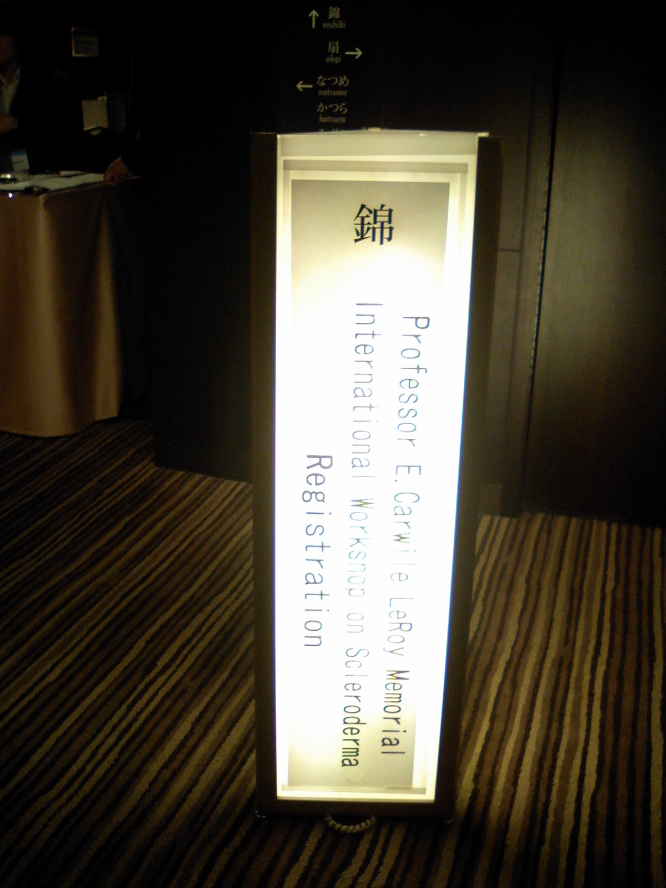 錦
nishiki
扇
ohgi
なつめ
natsume
かつら
katsura
錦
Professor E.Carwile LeRoy Memorial
International Workshop on Scleroderma
Registration